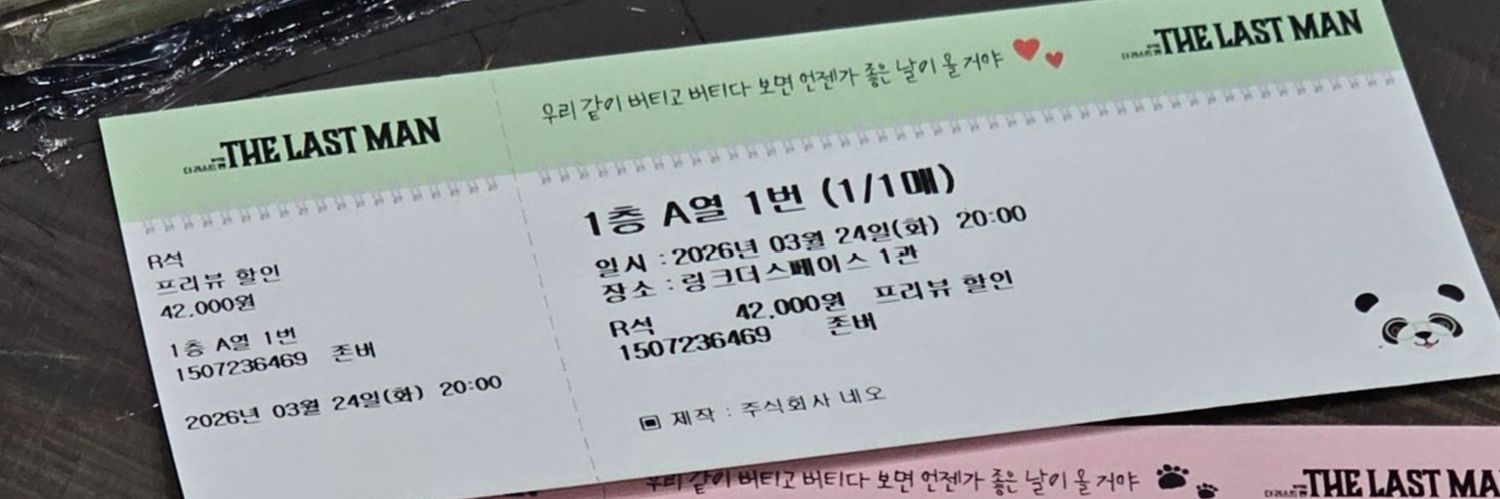 더 라스트 맨 THE LAST MAN
R석
프리뷰 할인
42,000원
1층 A열 1번
1507236469 존버
2026년 03월 24일(화) 20:00
우리 같이 버티고 버티다 보면 언젠가 좋은 날이 올 거야
THE LAST MAN
1층 A열 1번 (1/1매)
일시 : 2026년 03월 24일(화) 20:00
장소 : 링크더스페이스 1관
R석 42,000원 프리뷰 할인
1507236469 존버
▣ 제작 : 주식회사 네오
우리 같이 버티고 버티다 보면 언젠가 좋은 날이 올 거야
THE LAST MA